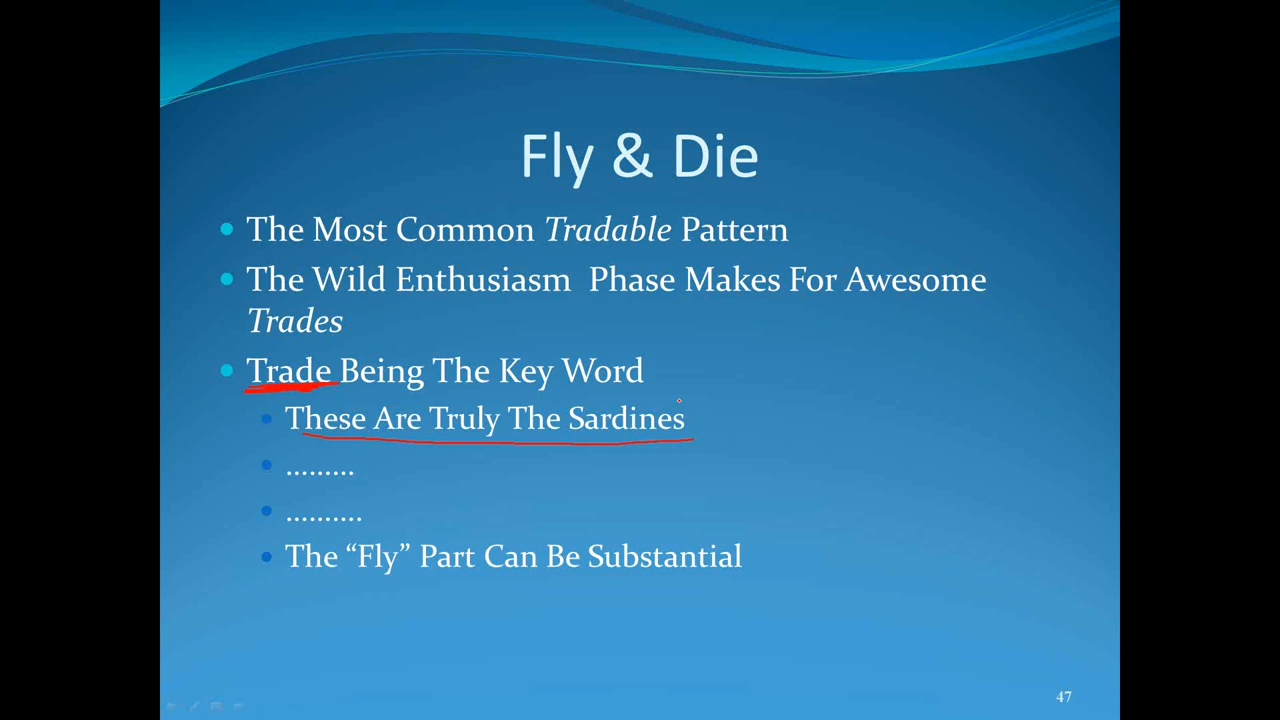 Fly & Die
The Most Common Tradable Pattern
The Wild Enthusiasm  Phase Makes For Awesome
Trades
Trade Being The Key Word
These Are Truly The Sardines
.........
..........
The “Fly” Part Can Be Substantial
47